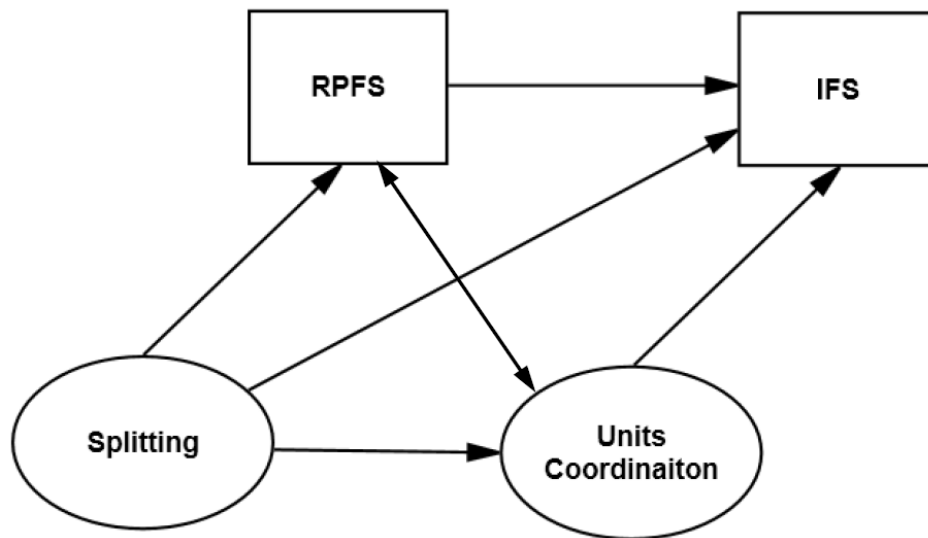 RPFS
IFS
Splitting
Units
Coordinaiton